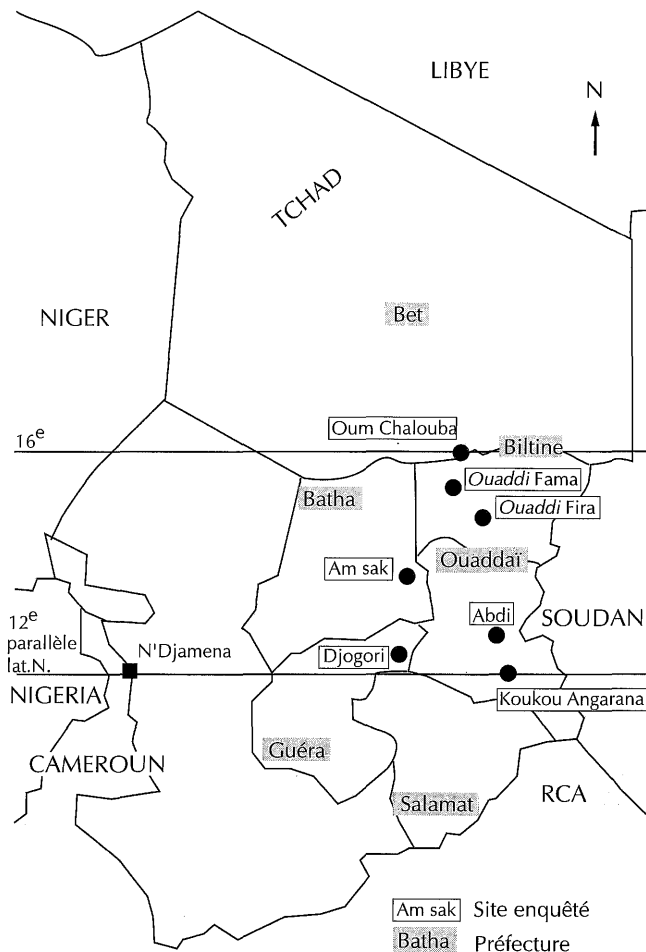 LIBYE
N
TCHAD
NIGER
Bet
Oum Chalouba
16e
Biltine
Ouaddi Fama
Batha
Ouaddi Fira
Ouaddaï
Am sak
Abdi
SOUDAN
12e
parallèle
lat.N.
N'Djamena
Djogori
NIGERIA
Koukou Angarana
CAMEROUN
Guéra
Salamat
RCA
Am sak Site enquêté
Batha Préfecture